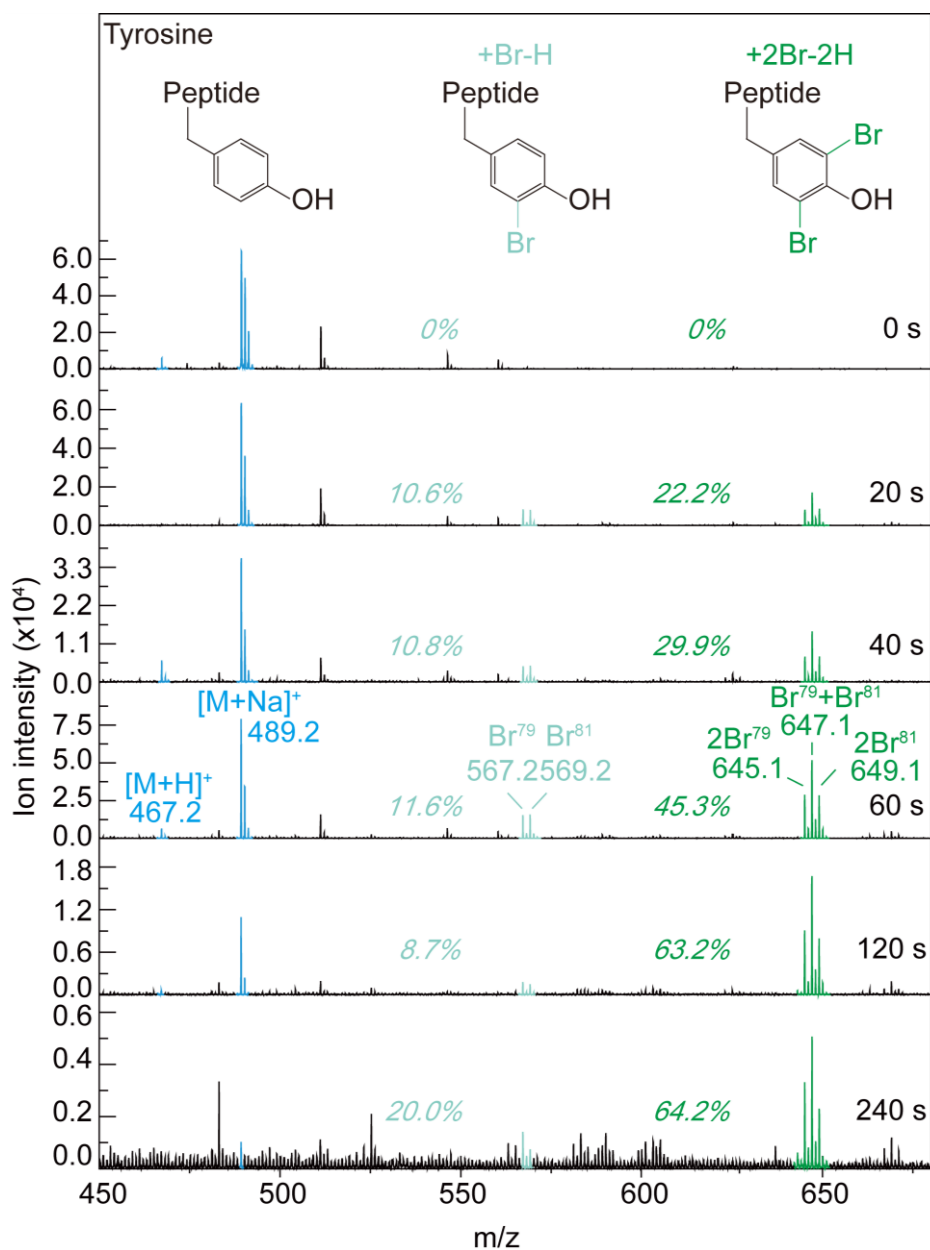 Tyrosine
+Br-H
+2Br-2H
Peptide
Peptide
Peptide
OH
OH
Br
Br
OH
Br
Ion intensity (x10⁴)
6.0
4.0
2.0
0.0
0%
0%
0 s
6.0
4.0
2.0
0.0
10.6%
22.2%
20 s
3.3
2.2
1.1
0.0
10.8%
29.9%
40 s
7.5
5.0
2.5
0.0
[M+H]⁺
467.2
[M+Na]⁺
489.2
Br⁷⁹ Br⁸¹
567.2569.2
11.6%
Br⁷⁹+Br⁸¹
647.1
2Br⁷⁹
645.1
2Br⁸¹
649.1
45.3%
60 s
1.8
1.2
0.6
0.0
8.7%
63.2%
120 s
0.6
0.4
0.2
0.0
20.0%
64.2%
240 s
450 500 550 600 650
m/z